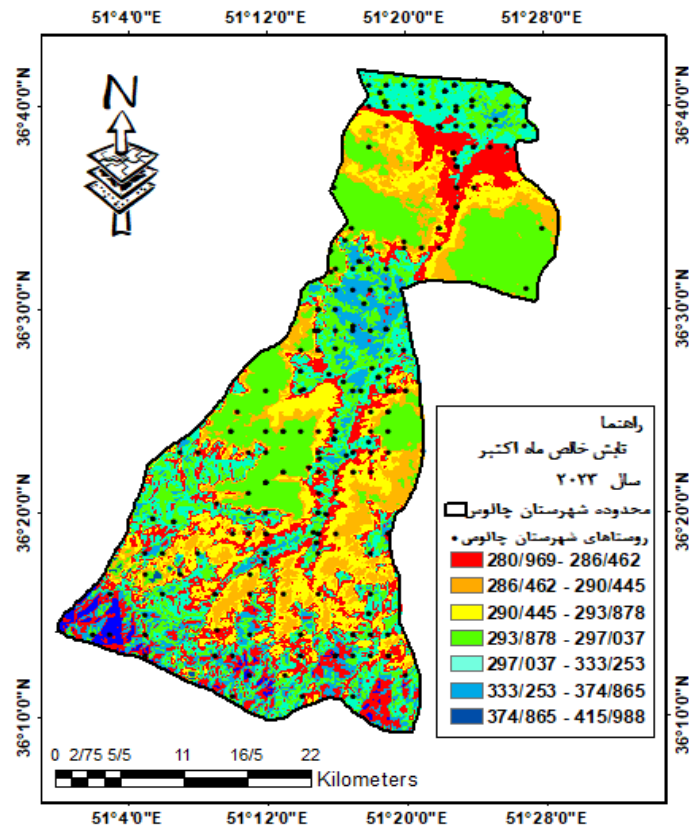 51°4'0"E 51°12'0"E 51°20'0"E 51°28'0"E
N
36°40'0"N 36°40'0"N
36°30'0"N 36°30'0"N
36°20'0"N 36°20'0"N
36°10'0"N 36°10'0"N
راهنما
تابش خالص ماه اکتبر
سال ۲۰۲۳
محدوده شهرستان چالوس
روستاهای شهرستان چالوس
280/969- 286/462
286/462 - 290/445
290/445 - 293/878
293/878 - 297/037
297/037 - 333/253
333/253 - 374/865
374/865 - 415/988
0 2/75 5/5 11 16/5 22
Kilometers
51°4'0"E 51°12'0"E 51°20'0"E 51°28'0"E